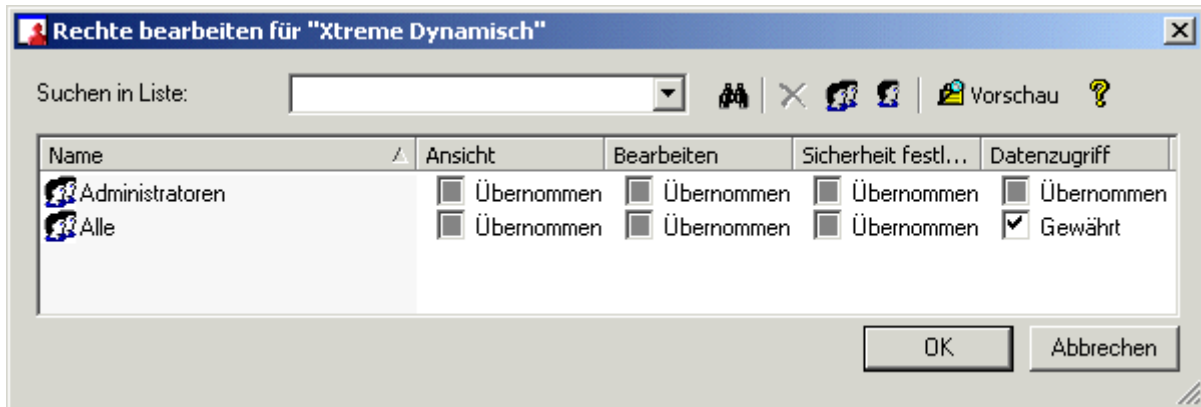 Rechte bearbeiten für "Xtreme Dynamisch"
Suchen in Liste: Vorschau
Name Ansicht Bearbeiten Sicherheit festl... Datenzugriff
Administratoren Übernommen Übernommen Übernommen Übernommen
Alle Übernommen Übernommen Übernommen Gewährt
OK Abbrechen